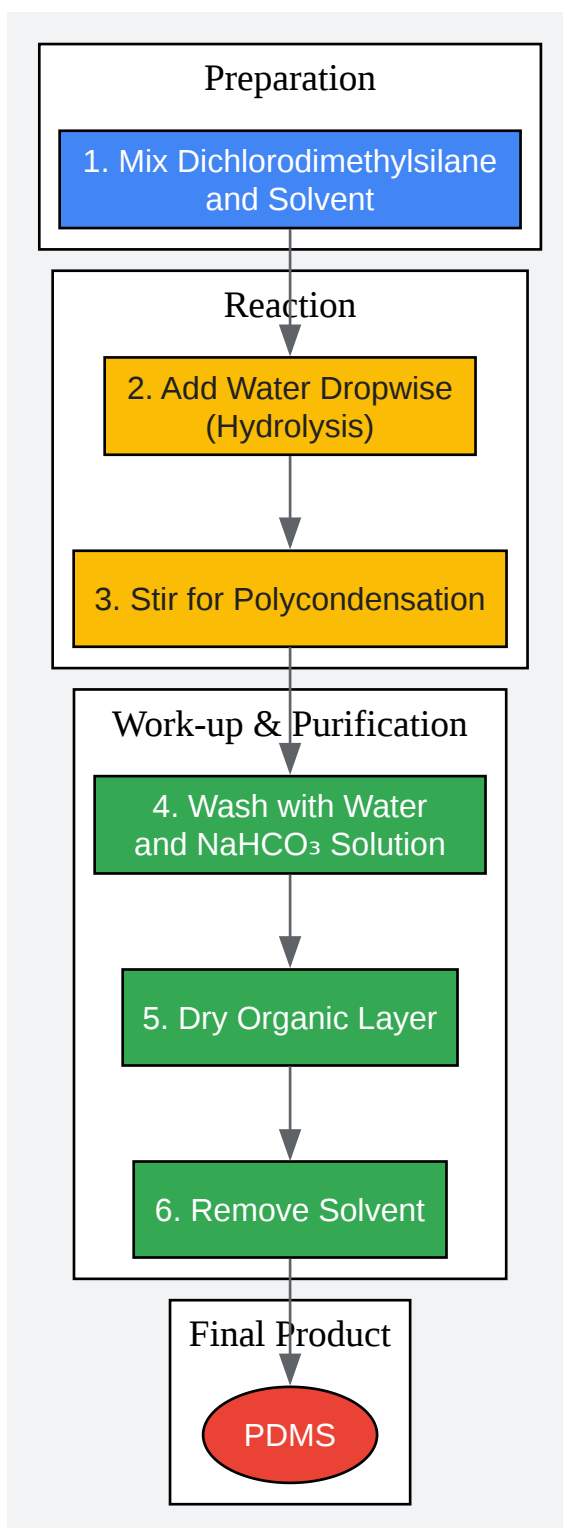 Preparation
1. Mix Dichlorodimethylsilane
and Solvent
Reaction
2. Add Water Dropwise
(Hydrolysis)
3. Stir for Polycondensation
Work-up & Purification
4. Wash with Water
and NaHCO₃ Solution
5. Dry Organic Layer
6. Remove Solvent
Final Product
PDMS